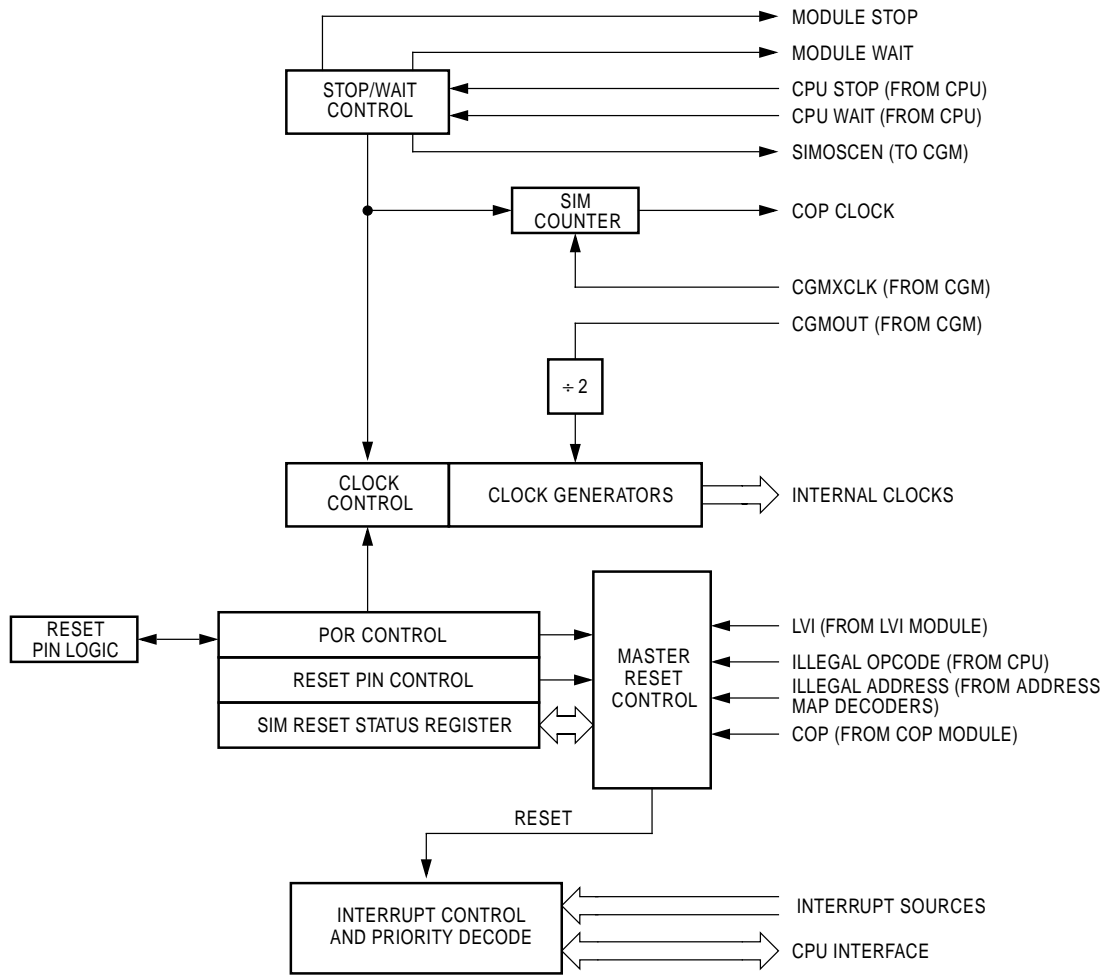 MODULE STOP
MODULE WAIT
STOP/WAIT
CONTROL
CPU STOP (FROM CPU)
CPU WAIT (FROM CPU)
SIMOSCEN (TO CGM)
SIM
COUNTER
COP CLOCK
CGMXCLK (FROM CGM)
CGMOUT (FROM CGM)
÷ 2
CLOCK
CONTROL
CLOCK GENERATORS
INTERNAL CLOCKS
RESET
PIN LOGIC
POR CONTROL
RESET PIN CONTROL
SIM RESET STATUS REGISTER
MASTER
RESET
CONTROL
LVI (FROM LVI MODULE)
ILLEGAL OPCODE (FROM CPU)
ILLEGAL ADDRESS (FROM ADDRESS
MAP DECODERS)
COP (FROM COP MODULE)
RESET
INTERRUPT CONTROL
AND PRIORITY DECODE
INTERRUPT SOURCES
CPU INTERFACE